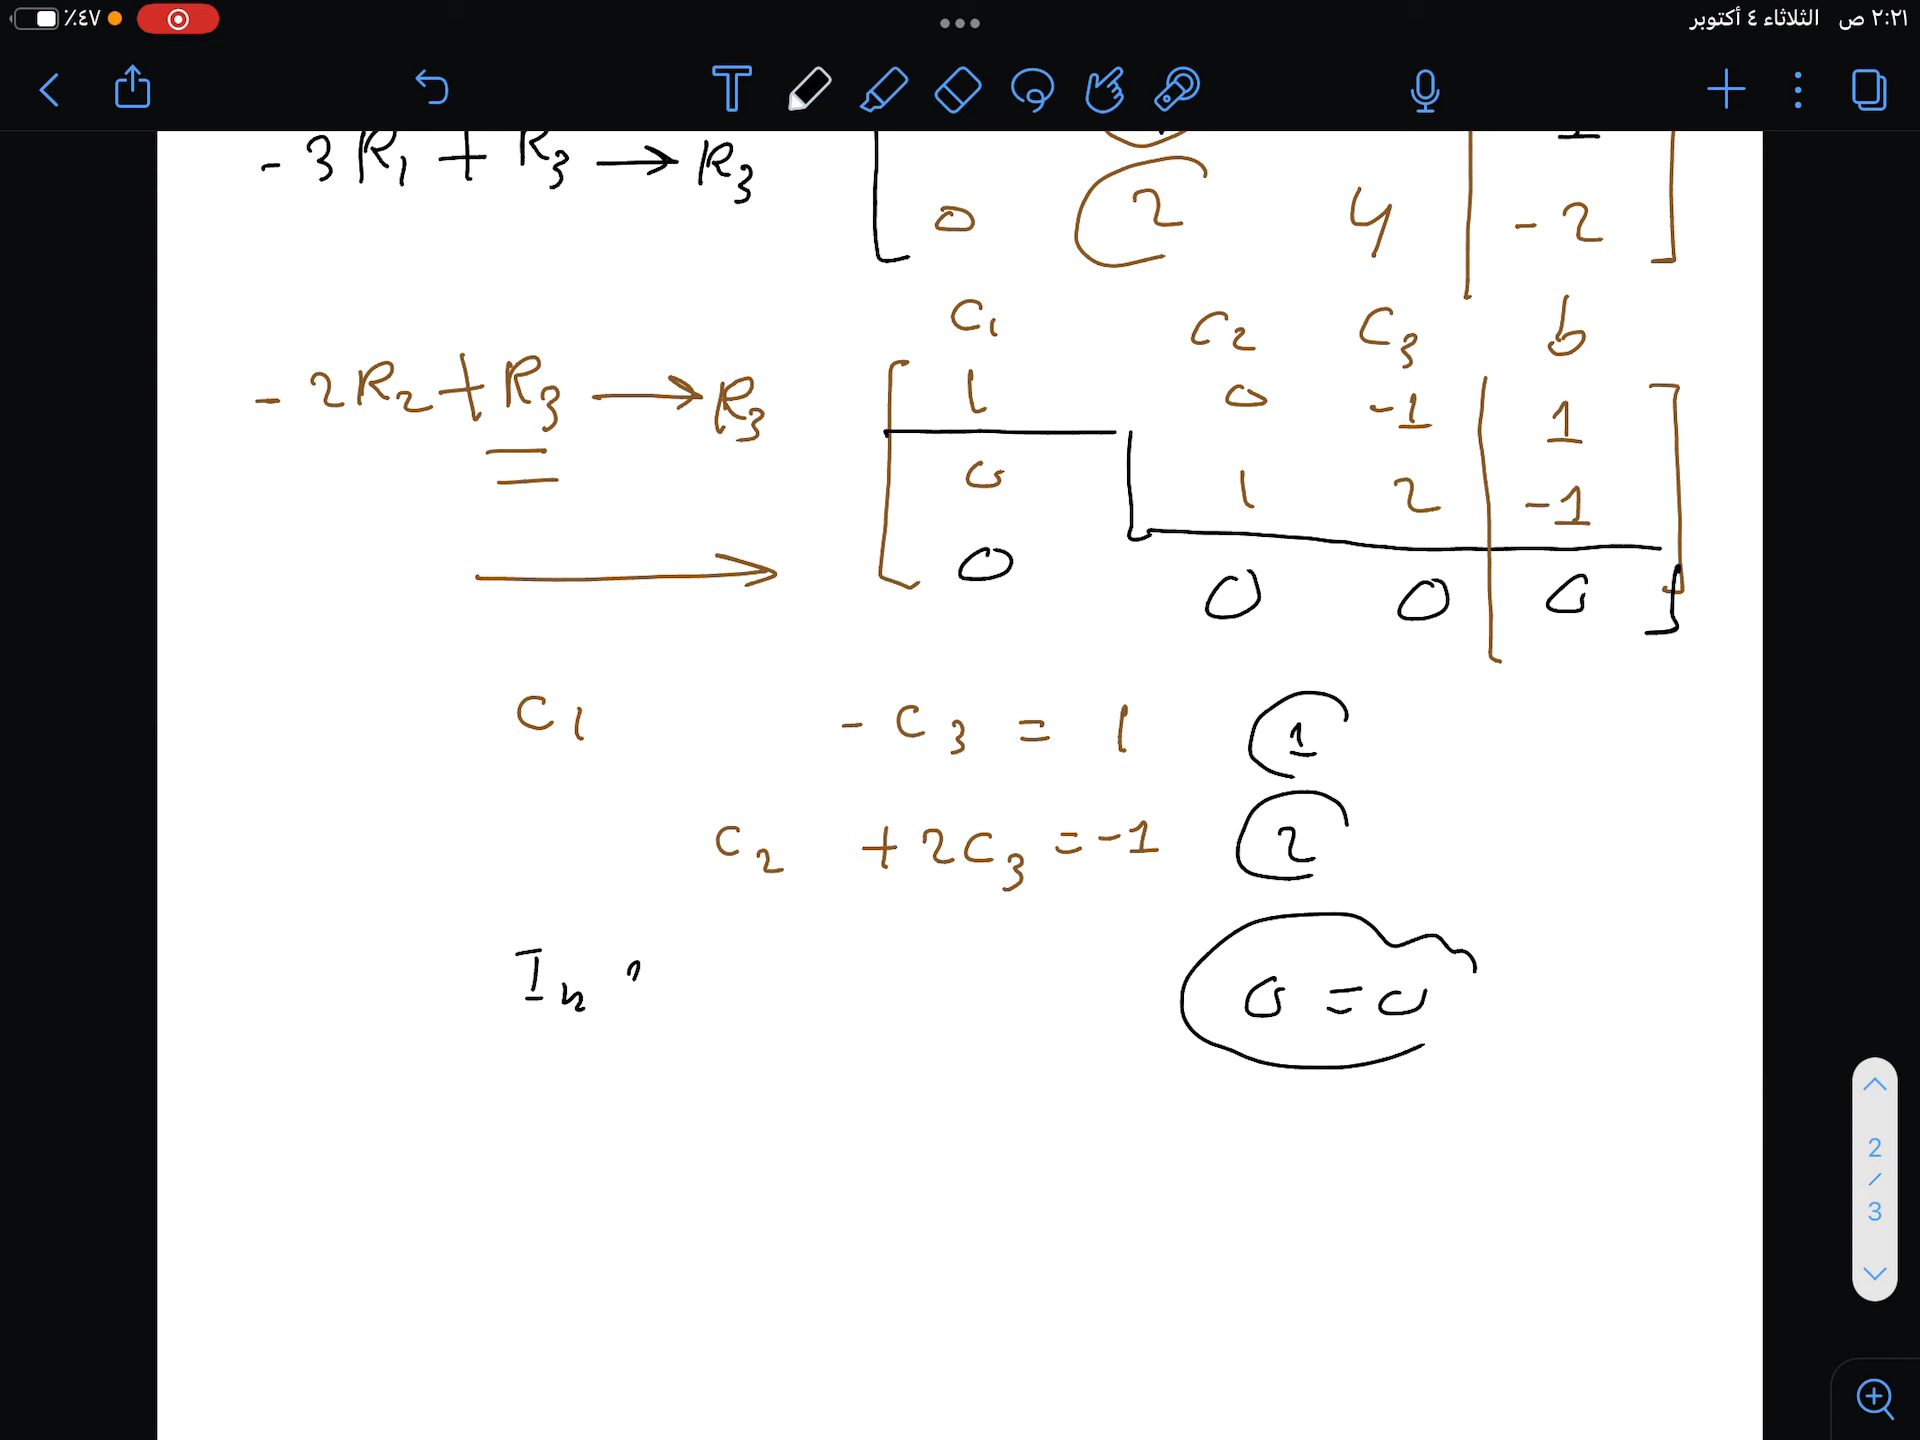 ٪٤٧ ٢:٢١ ص الثلاثاء ٤ أكتوبر
T
-3R₁ + R₃ → R₃
0 2 4 | -2
C₁ C₂ C₃ b
-2R₂ + R₃ → R₃
1 0 -1 | 1
0 1 2 | -1
0 0 0 | 0
C₁ - C₃ = 1 ①
C₂ + 2C₃ = -1 ②
In
0 = 0
2
/
3